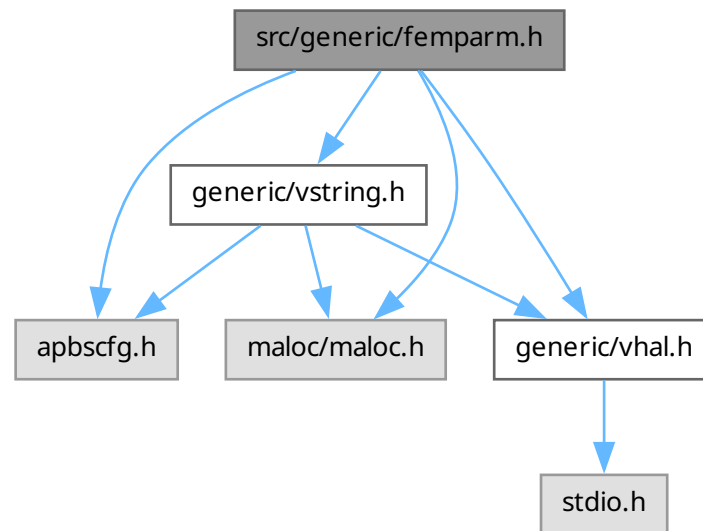 src/generic/femparm.h
generic/vstring.h
apbscfg.h
maloc/maloc.h
generic/vhal.h
stdio.h